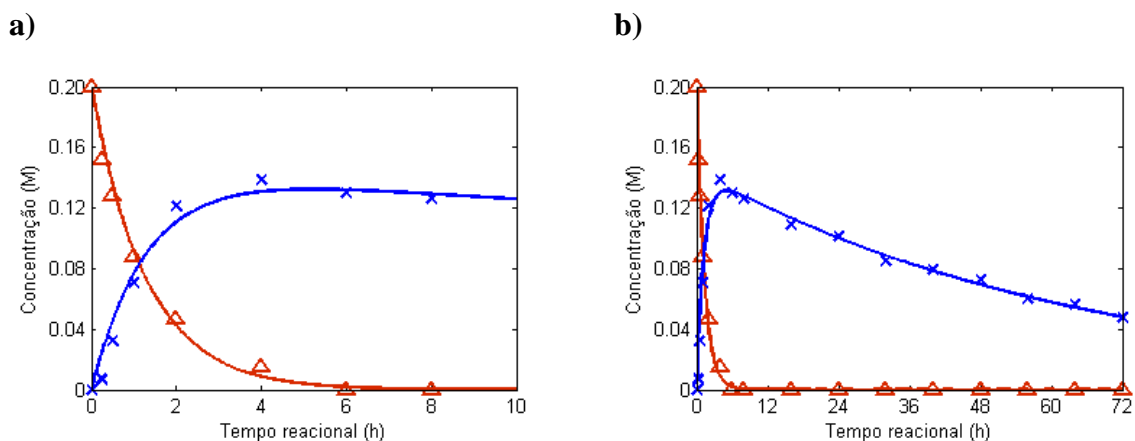 a)
0.20
0.16
0.12
0.08
0.04
0
Concentração (M)
0 2 4 6 8 10
Tempo reacional (h)
b)
0.20
0.16
0.12
0.08
0.04
0
Concentração (M)
0 12 24 36 48 60 72
Tempo reacional (h)